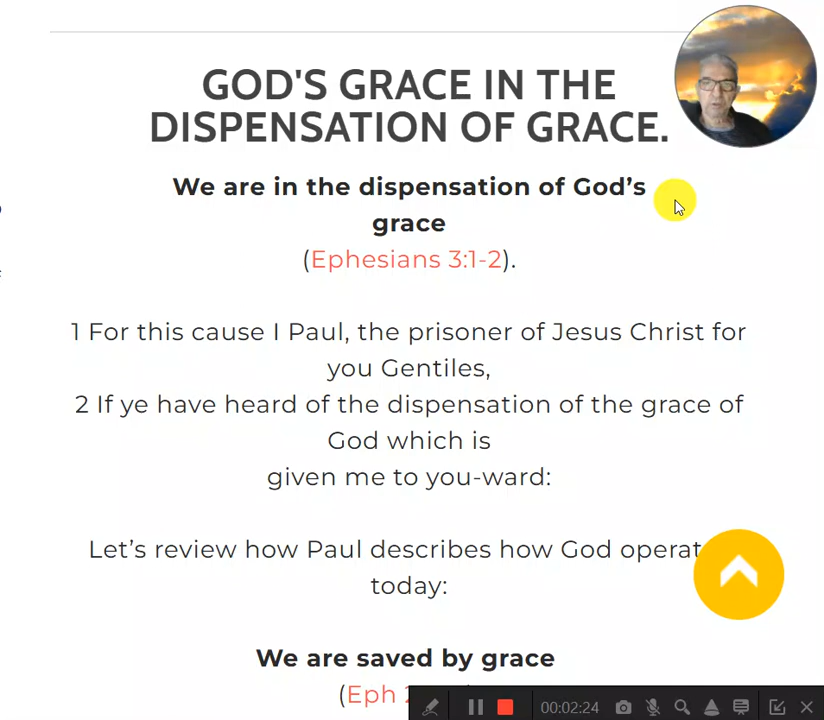 GOD'S GRACE IN THE
DISPENSATION OF GRACE.
We are in the dispensation of God’s
grace
(Ephesians 3:1-2).
1 For this cause I Paul, the prisoner of Jesus Christ for
you Gentiles,
2 If ye have heard of the dispensation of the grace of
God which is
given me to you-ward:
Let’s review how Paul describes how God operat
today:
We are saved by grace
(Eph
00:02:24